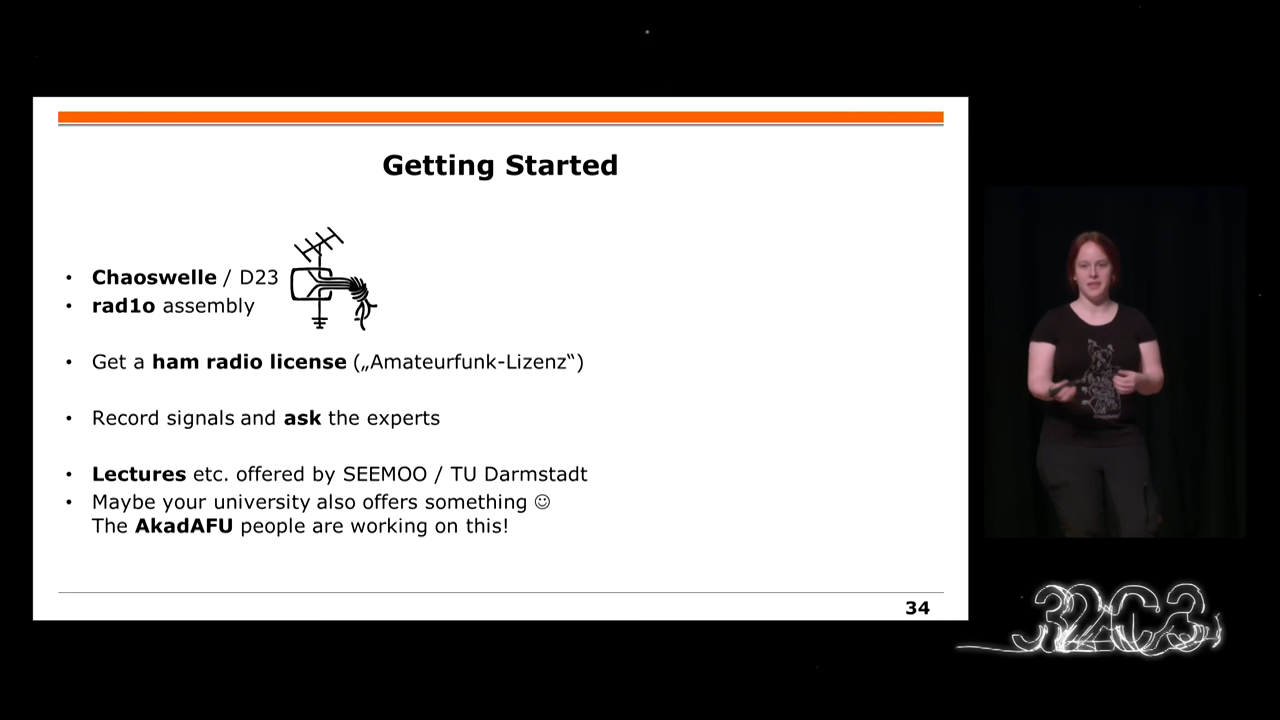 Getting Started
• Chaoswelle / D23
• rad1o assembly
• Get a ham radio license („Amateurfunk-Lizenz“)
• Record signals and ask the experts
• Lectures etc. offered by SEEMOO / TU Darmstadt
• Maybe your university also offers something ☺
The AkadAFU people are working on this!
34
32C3